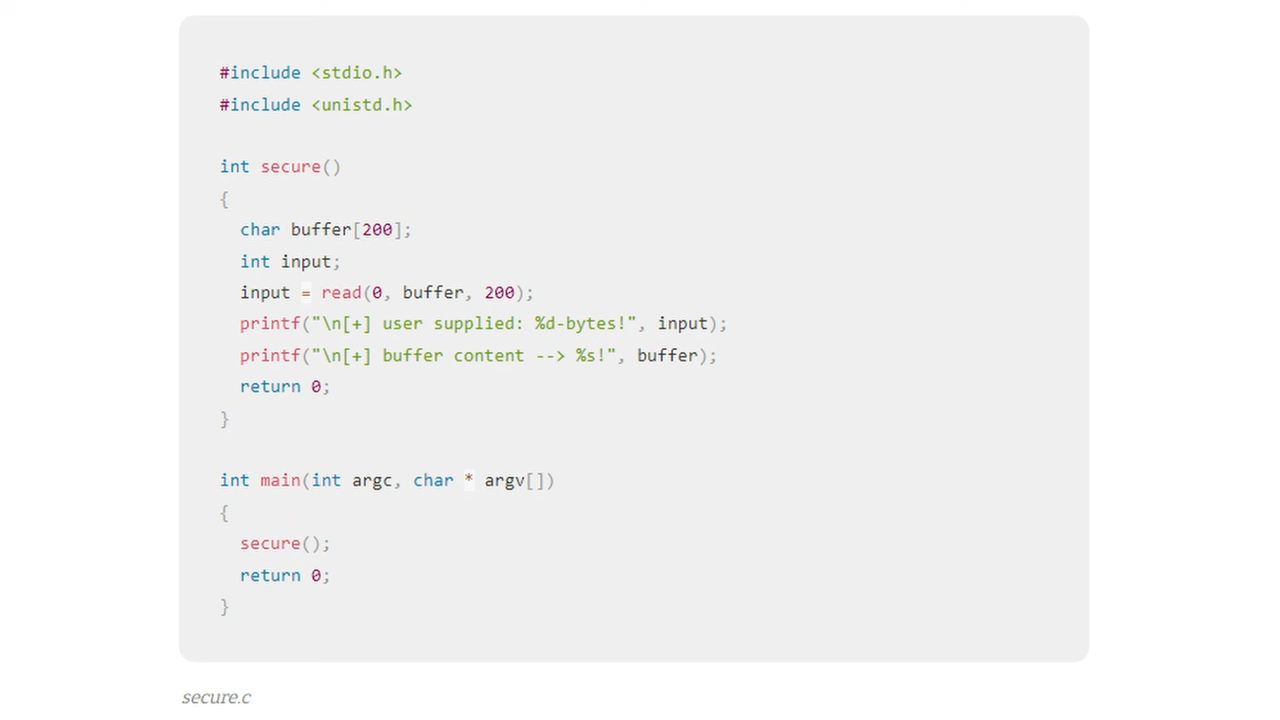 #include <stdio.h>
#include <unistd.h>
int secure()
{
char buffer[200];
int input;
input = read(0, buffer, 200);
printf("\n[+] user supplied: %d-bytes!", input);
printf("\n[+] buffer content --> %s!", buffer);
return 0;
}
int main(int argc, char * argv[])
{
secure();
return 0;
}
secure.c